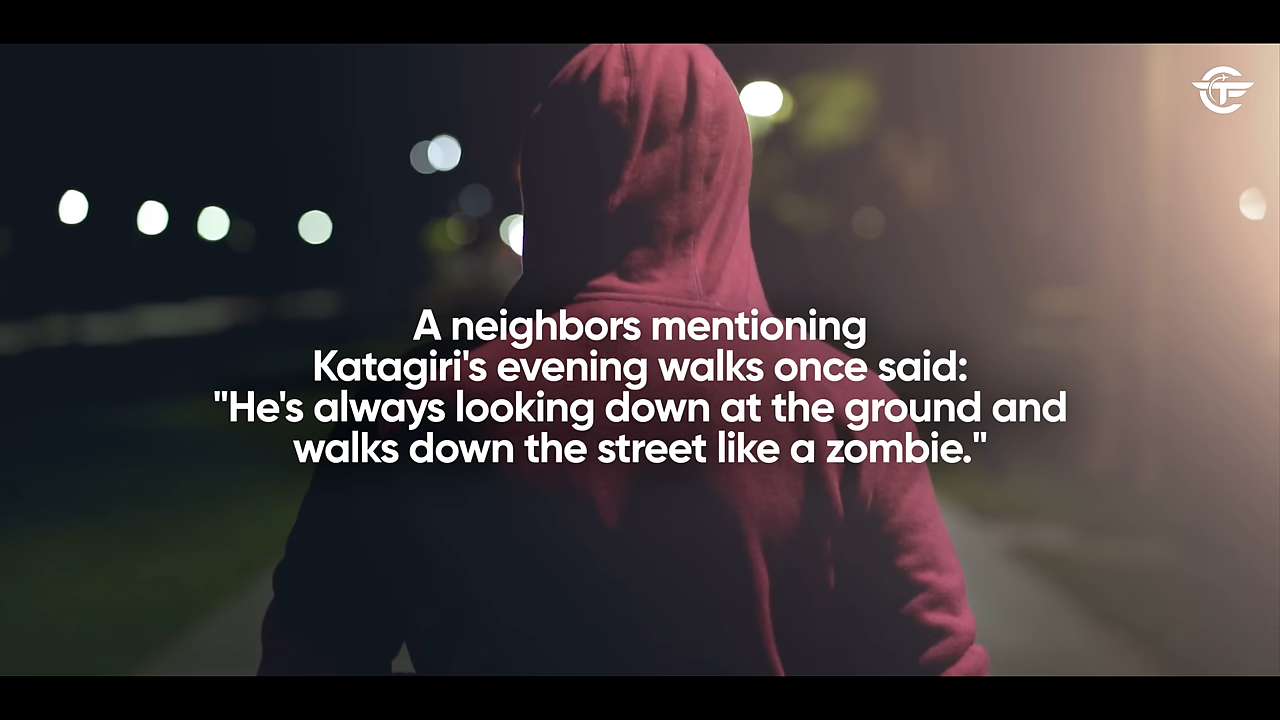 A neighbors mentioning
Katagiri's evening walks once said:
"He's always looking down at the ground and
walks down the street like a zombie."